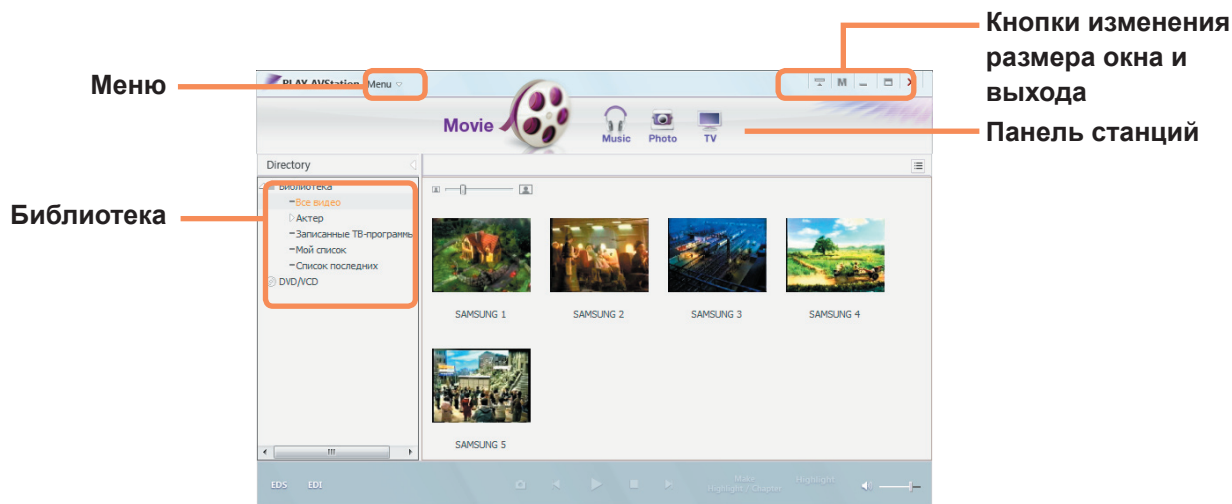 Кнопки изменения
размера окна и
выхода
Меню
PLAY AVStation Menu
M
Панель станций
Movie
Music Photo TV
Directory
Библиотека
Библиотека
Все видео
Актер
Записанные ТВ-программы
Мой список
Список последних
DVD/VCD
SAMSUNG 1 SAMSUNG 2 SAMSUNG 3 SAMSUNG 4
SAMSUNG 5
EDS EDI
Make
Highlight / Chapter
Highlight